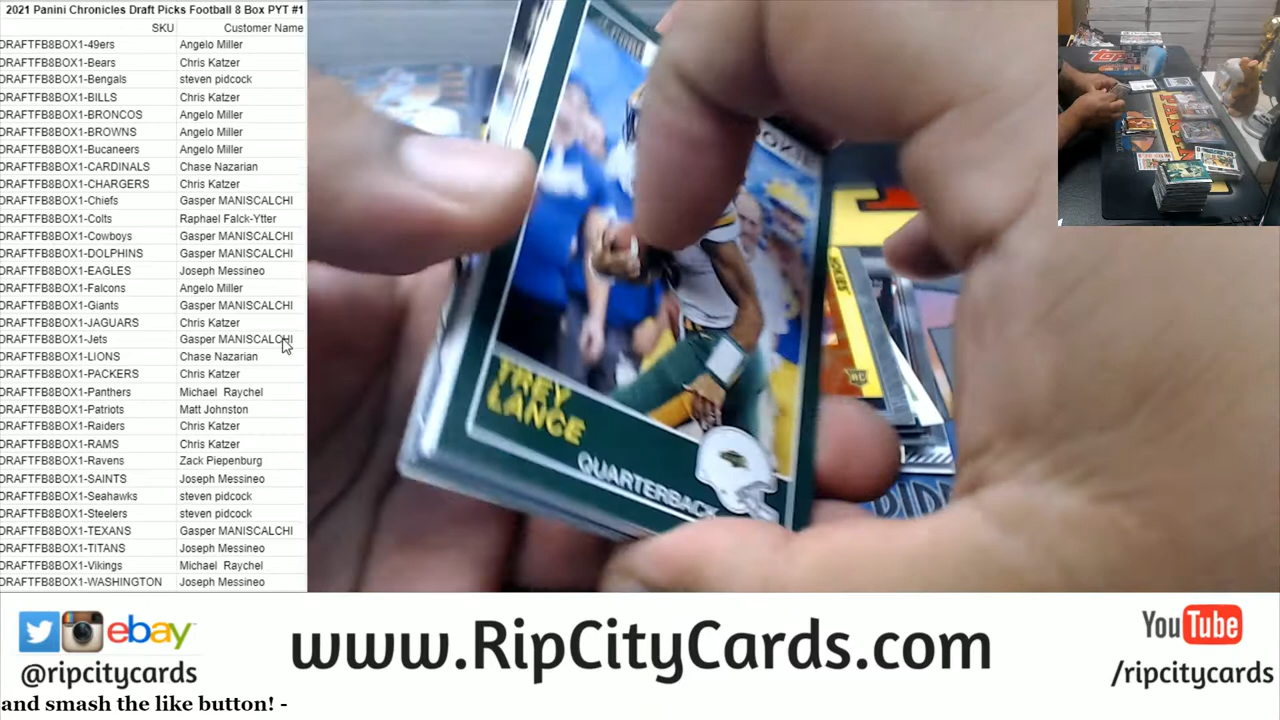 2021 Panini Chronicles Draft Picks Football 8 Box PYT #1
SKU Customer Name
DRAFTFB8BOX1-49ers Angelo Miller
DRAFTFB8BOX1-Bears Chris Katzer
DRAFTFB8BOX1-Bengals steven pidcock
DRAFTFB8BOX1-BILLS Chris Katzer
DRAFTFB8BOX1-BRONCOS Angelo Miller
DRAFTFB8BOX1-BROWNS Angelo Miller
DRAFTFB8BOX1-Bucaneers Angelo Miller
DRAFTFB8BOX1-CARDINALS Chase Nazarian
DRAFTFB8BOX1-CHARGERS Chris Katzer
DRAFTFB8BOX1-Chiefs Gasper MANISCALCHI
DRAFTFB8BOX1-Colts Raphael Falck-Ytter
DRAFTFB8BOX1-Cowboys Gasper MANISCALCHI
DRAFTFB8BOX1-DOLPHINS Gasper MANISCALCHI
DRAFTFB8BOX1-EAGLES Joseph Messineo
DRAFTFB8BOX1-Falcons Angelo Miller
DRAFTFB8BOX1-Giants Gasper MANISCALCHI
DRAFTFB8BOX1-JAGUARS Chris Katzer
DRAFTFB8BOX1-Jets Gasper MANISCALCHI
DRAFTFB8BOX1-LIONS Chase Nazarian
DRAFTFB8BOX1-PACKERS Chris Katzer
DRAFTFB8BOX1-Panthers Michael Raychel
DRAFTFB8BOX1-Patriots Matt Johnston
DRAFTFB8BOX1-Raiders Chris Katzer
DRAFTFB8BOX1-RAMS Chris Katzer
DRAFTFB8BOX1-Ravens Zack Piepenburg
DRAFTFB8BOX1-SAINTS Joseph Messineo
DRAFTFB8BOX1-Seahawks steven pidcock
DRAFTFB8BOX1-Steelers steven pidcock
DRAFTFB8BOX1-TEXANS Gasper MANISCALCHI
DRAFTFB8BOX1-TITANS Joseph Messineo
DRAFTFB8BOX1-Vikings Michael Raychel
DRAFTFB8BOX1-WASHINGTON Joseph Messineo
TREY
LANCE
QUARTERBACK
RC
PANINI
ebay
@ripcitycards
www.RipCityCards.com
YouTube
/ripcitycards
and smash the like button! -